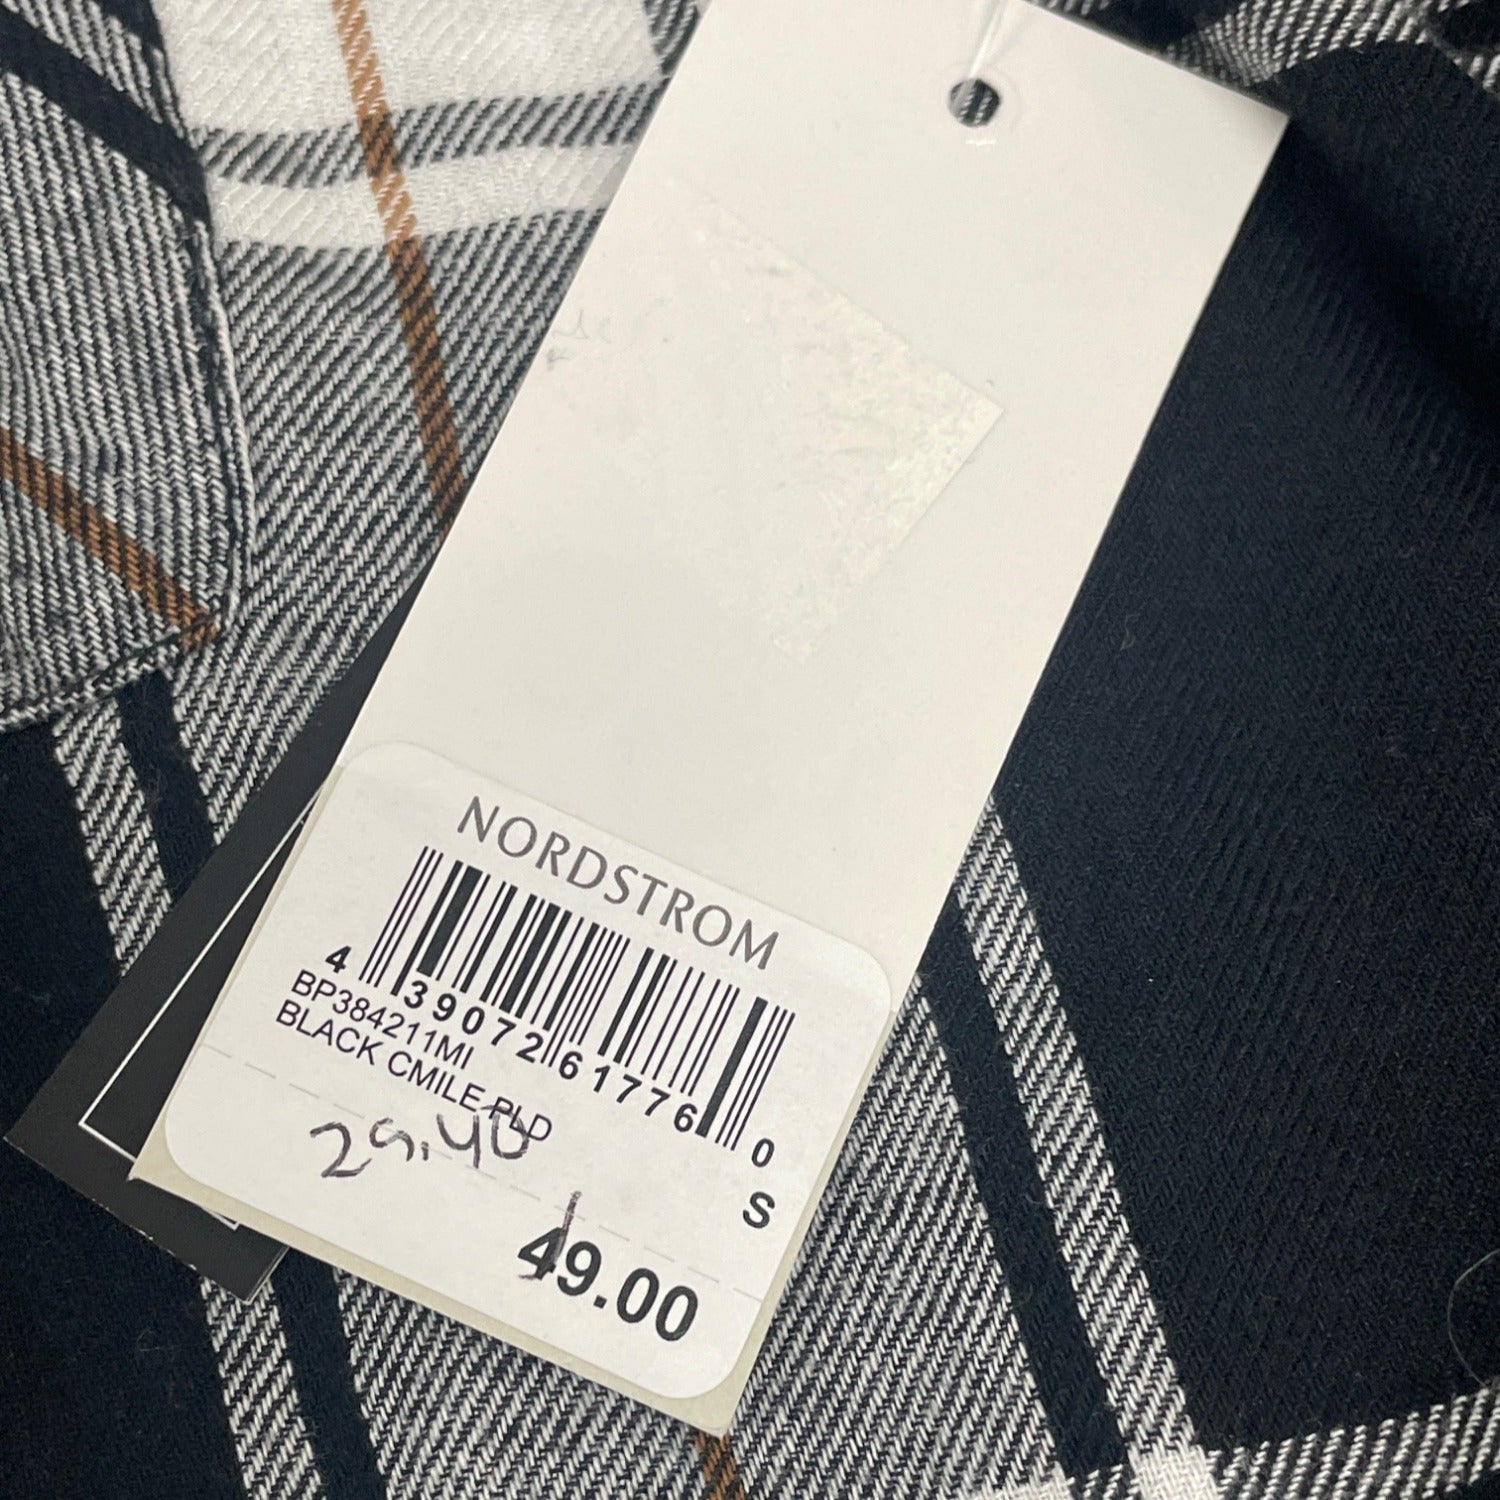 NORDSTROM
4 39072 61776 0
BP384211MI
BLACK CMILE PLD
S
29.40
49.00